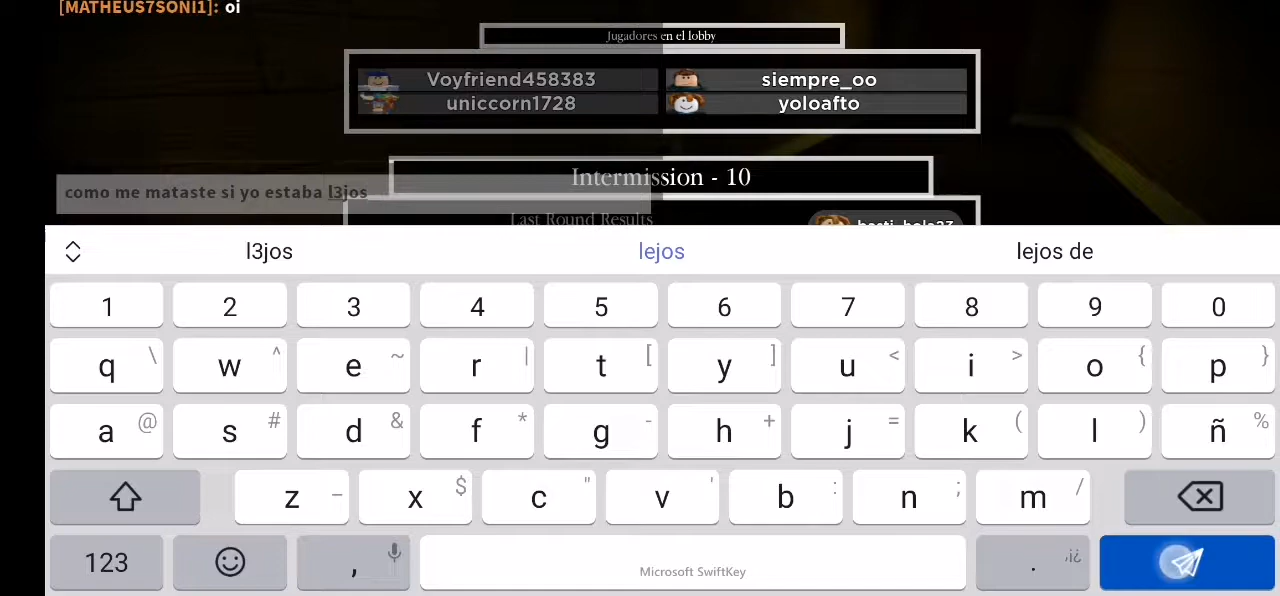 [MATHEUS7SONI1]: oi
Jugadores en el lobby
Voyfriend458383 siempre_oo
uniccorn1728 yoloafto
Intermission - 10
como me mataste si yo estaba l3jos
Last Round Results
l3jos lejos lejos de
1 2 3 4 5 6 7 8 9 0
q \ w ^ e ~ r | t [ y ] u < i > o { p }
a @ s # d & f * g - h + j = k ( l ) ñ %
z _ x $ c " v ' b : n ; m /
123 , Microsoft SwiftKey . ,¡¿